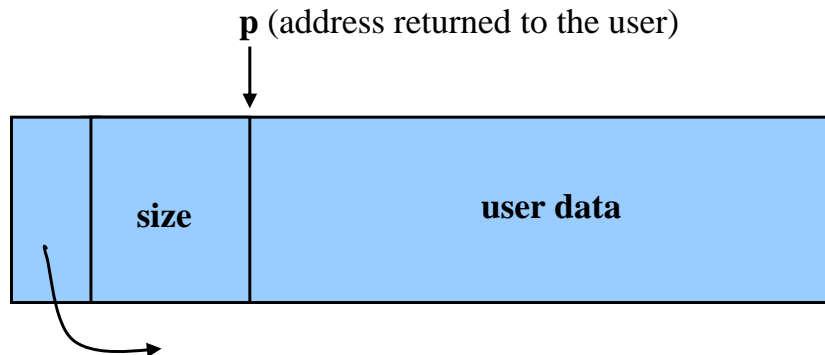 p (address returned to the user)
size
user data